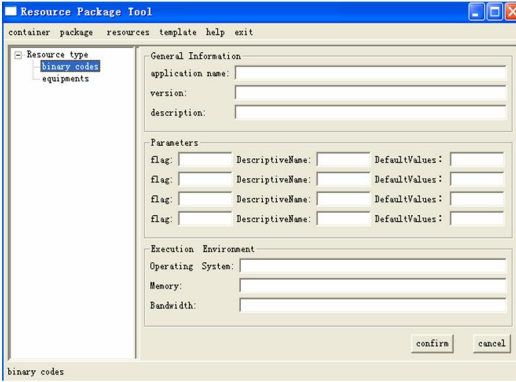 Resource Package Tool
container package resources template help exit
Resource type
binary codes
equipments
General Information
application name:
version:
description:
Parameters
flag: DescriptiveName: DefaultValues:
flag: DescriptiveName: DefaultValues:
flag: DescriptiveName: DefaultValues:
flag: DescriptiveName: DefaultValues:
Execution Environment
Operating System:
Memory:
Bandwidth:
confirm cancel
binary codes